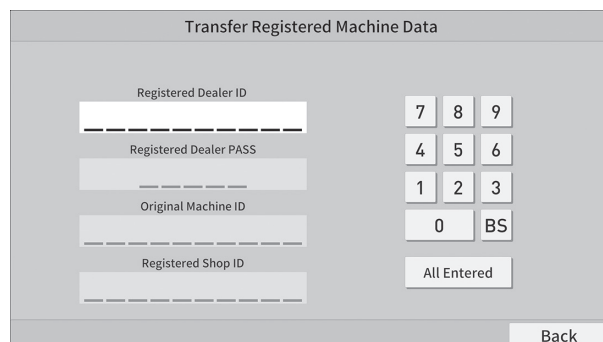 Transfer Registered Machine Data
Registered Dealer ID
Registered Dealer PASS
Original Machine ID
Registered Shop ID
7 8 9
4 5 6
1 2 3
0 BS
All Entered
Back